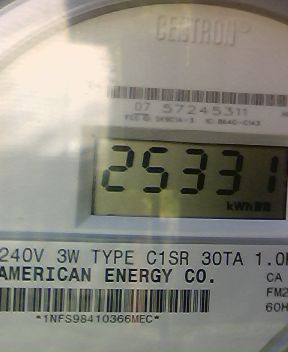 CENTRON®
07 57245311
25331
kWh
240V 3W TYPE C1SR 30TA 1.0
AMERICAN ENERGY CO.
CA
FM2
60H
*1NFS98410366MEC*